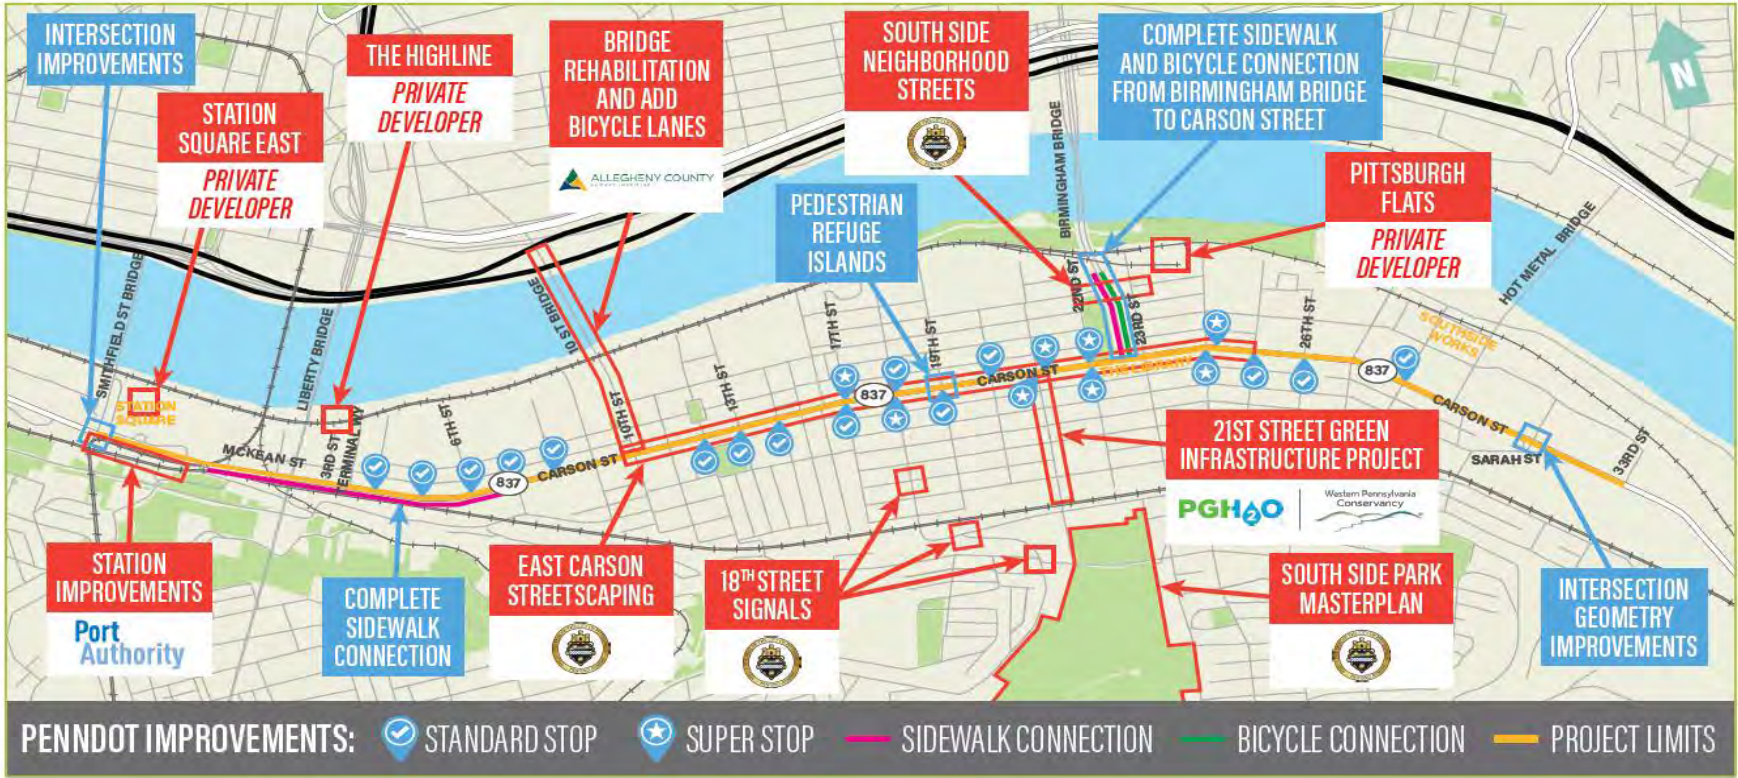 INTERSECTION
IMPROVEMENTS
STATION
SQUARE EAST
PRIVATE
DEVELOPER
THE HIGHLINE
PRIVATE
DEVELOPER
BRIDGE
REHABILITATION
AND ADD
BICYCLE LANES
ALLEGHENY COUNTY
SOUTH SIDE
NEIGHBORHOOD
STREETS
COMPLETE SIDEWALK
AND BICYCLE CONNECTION
FROM BIRMINGHAM BRIDGE
TO CARSON STREET
N
PITTSBURGH
FLATS
PRIVATE
DEVELOPER
PEDESTRIAN
REFUGE
ISLANDS
SMITHFIELD ST BRIDGE
LIBERTY BRIDGE
10 ST BRIDGE
BIRMINGHAM BRIDGE
HOT METAL BRIDGE
STATION
SQUARE
MCKEAN ST
3RD ST
TERMINAL WY
6TH ST
837
CARSON ST
10TH ST
13TH ST
17TH ST
837
19TH ST
CARSON ST
22ND ST
23RD ST
THE LIBRARY
26TH ST
837
SOUTHSIDE
WORKS
CARSON ST
SARAH ST
33RD ST
21ST STREET GREEN
INFRASTRUCTURE PROJECT
PGH2O
Western Pennsylvania
Conservancy
STATION
IMPROVEMENTS
Port
Authority
COMPLETE
SIDEWALK
CONNECTION
EAST CARSON
STREETSCAPING
18TH STREET
SIGNALS
SOUTH SIDE PARK
MASTERPLAN
INTERSECTION
GEOMETRY
IMPROVEMENTS
PENNDOT IMPROVEMENTS: STANDARD STOP SUPER STOP SIDEWALK CONNECTION BICYCLE CONNECTION PROJECT LIMITS